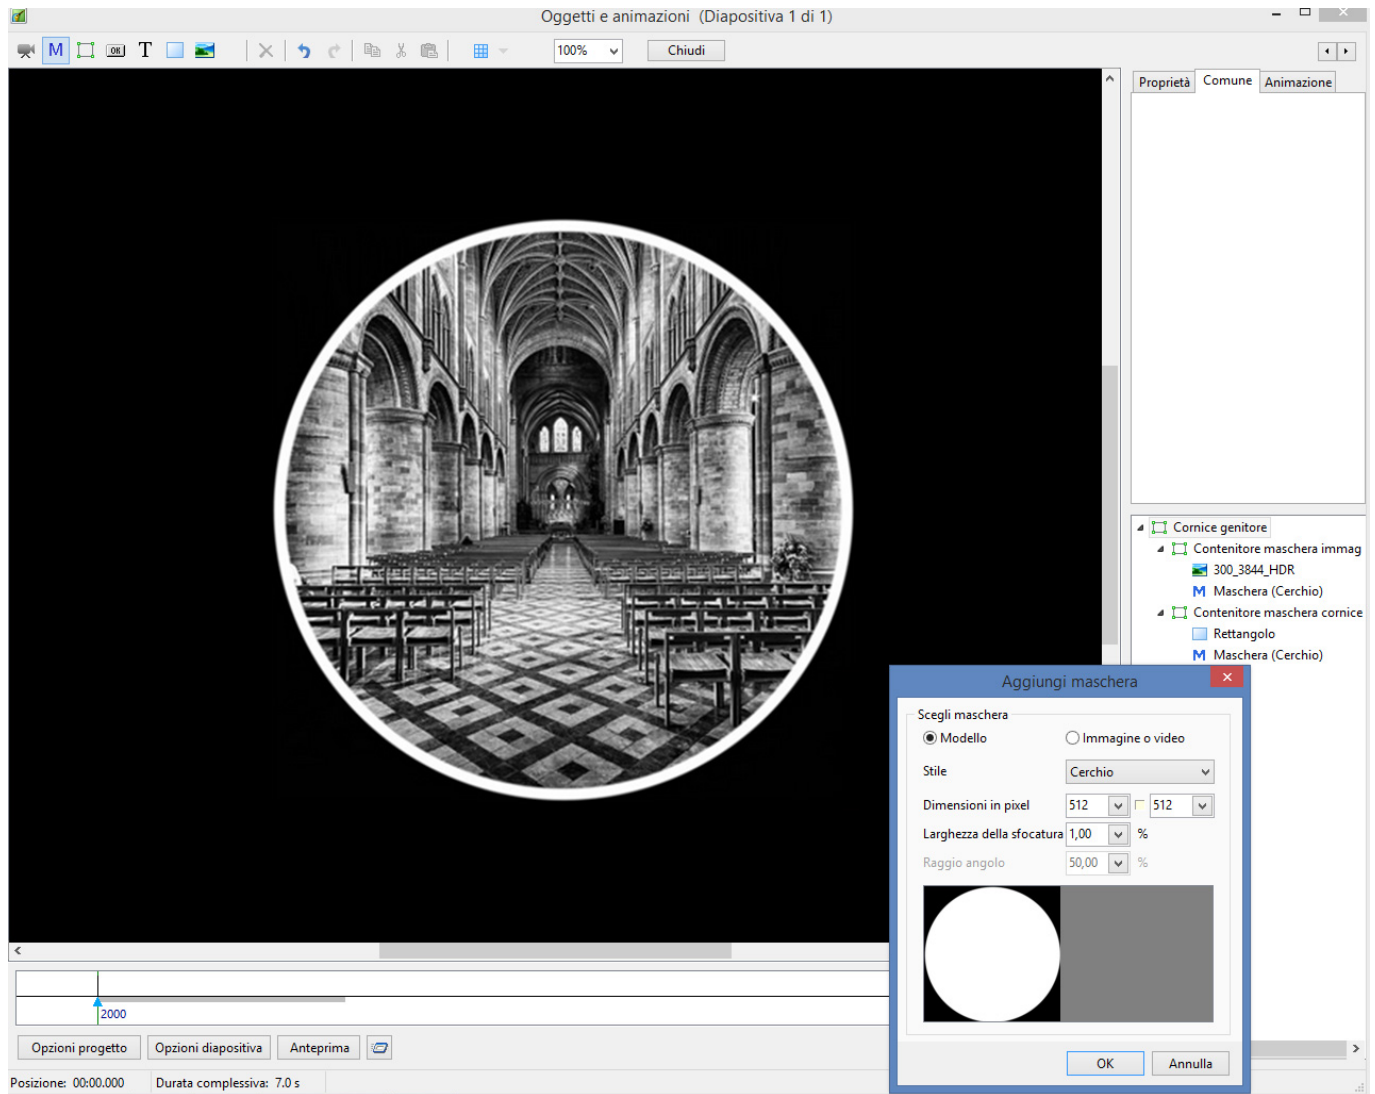 Oggetti e animazioni (Diapositiva 1 di 1)
M OK T 100% Chiudi
Proprietà Comune Animazione
Cornice genitore
Contenitore maschera immag
300_3844_HDR
M Maschera (Cerchio)
Contenitore maschera cornice
Rettangolo
M Maschera (Cerchio)
Aggiungi maschera
Scegli maschera
Modello Immagine o video
Stile Cerchio
Dimensioni in pixel 512 512
Larghezza della sfocatura 1,00 %
Raggio angolo 50,00 %
OK Annulla
2000
Opzioni progetto Opzioni diapositiva Anteprima
Posizione: 00:00.000 Durata complessiva: 7.0 s